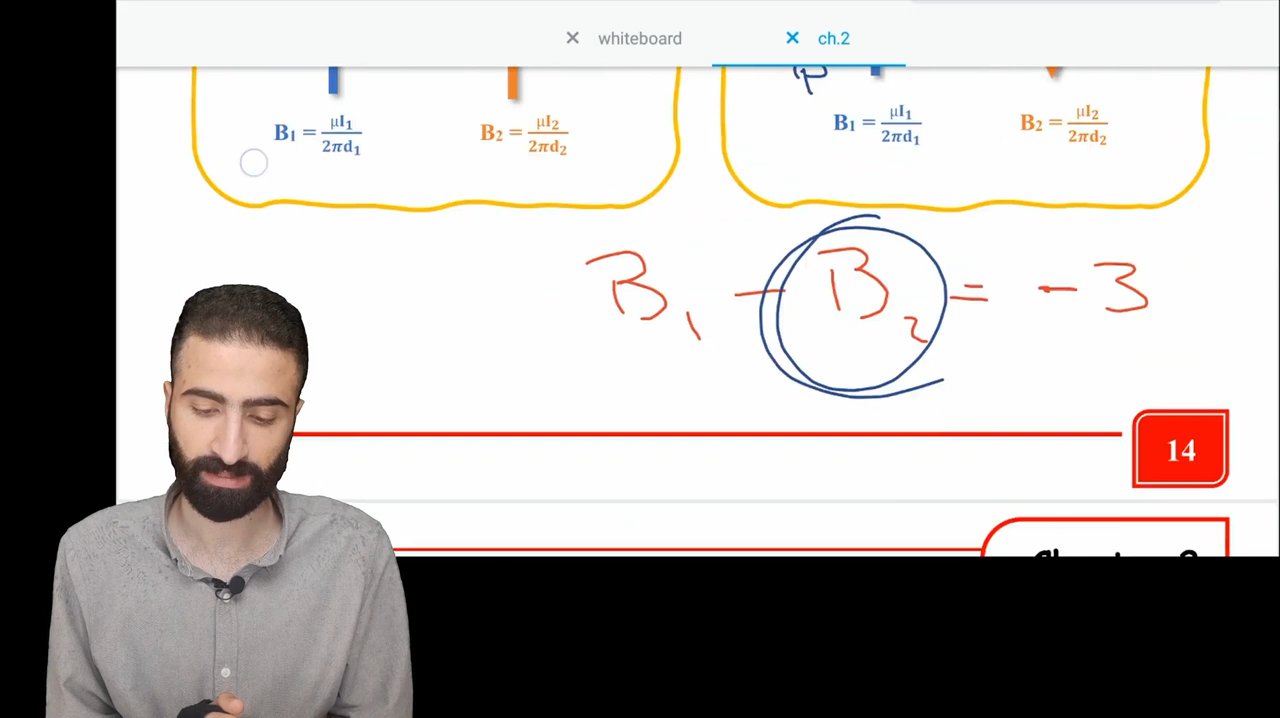 whiteboard ch.2
B₁ = μI₁/2πd₁ B₂ = μI₂/2πd₂ B₁ = μI₁/2πd₁ B₂ = μI₂/2πd₂
B₁ - B₂ = - 3
14